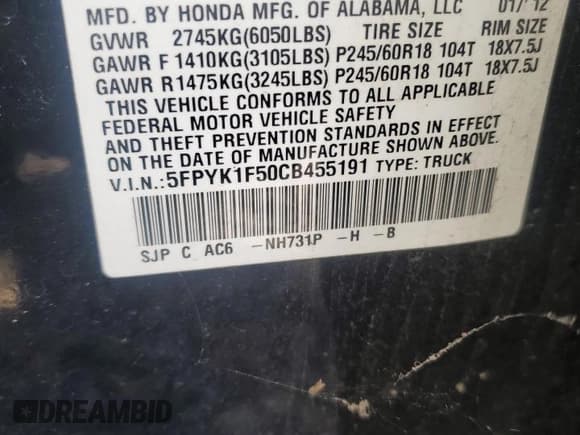 MFD. BY HONDA MFG. OF ALABAMA, LLC 01/ 12
GVWR 2745KG(6050LBS) TIRE SIZE RIM SIZE
GAWR F 1410KG(3105LBS) P245/60R18 104T 18X7.5J
GAWR R 1475KG(3245LBS) P245/60R18 104T 18X7.5J
THIS VEHICLE CONFORMS TO ALL APPLICABLE
FEDERAL MOTOR VEHICLE SAFETY
AND THEFT PREVENTION STANDARDS IN EFFECT
ON THE DATE OF MANUFACTURE SHOWN ABOVE.
V.I.N.:5FPYK1F50CB455191 TYPE: TRUCK
SJP C AC6 -NH731P -H -B
DREAMBID